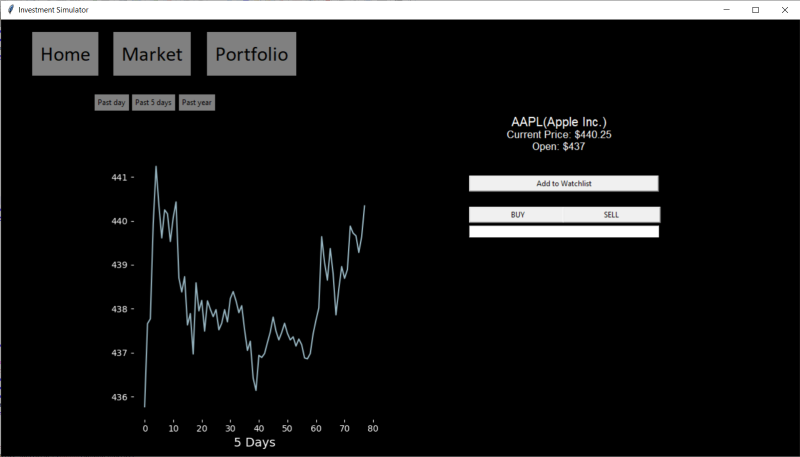 Investment Simulator
Home Market Portfolio
Past day Past 5 days Past year
AAPL(Apple Inc.)
Current Price: $440.25
Open: $437
Add to Watchlist
BUY SELL
441
440
439
438
437
436
0 10 20 30 40 50 60 70 80
5 Days